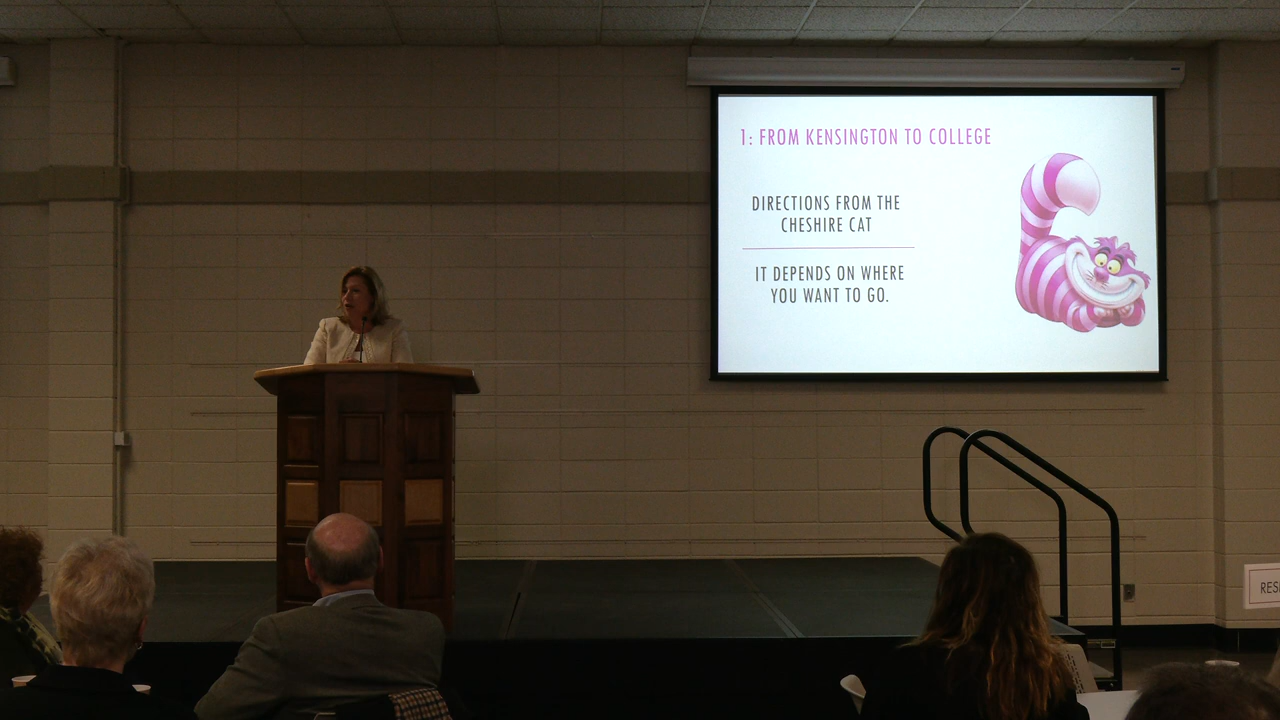 1: FROM KENSINGTON TO COLLEGE
DIRECTIONS FROM THE
CHESHIRE CAT
IT DEPENDS ON WHERE
YOU WANT TO GO.